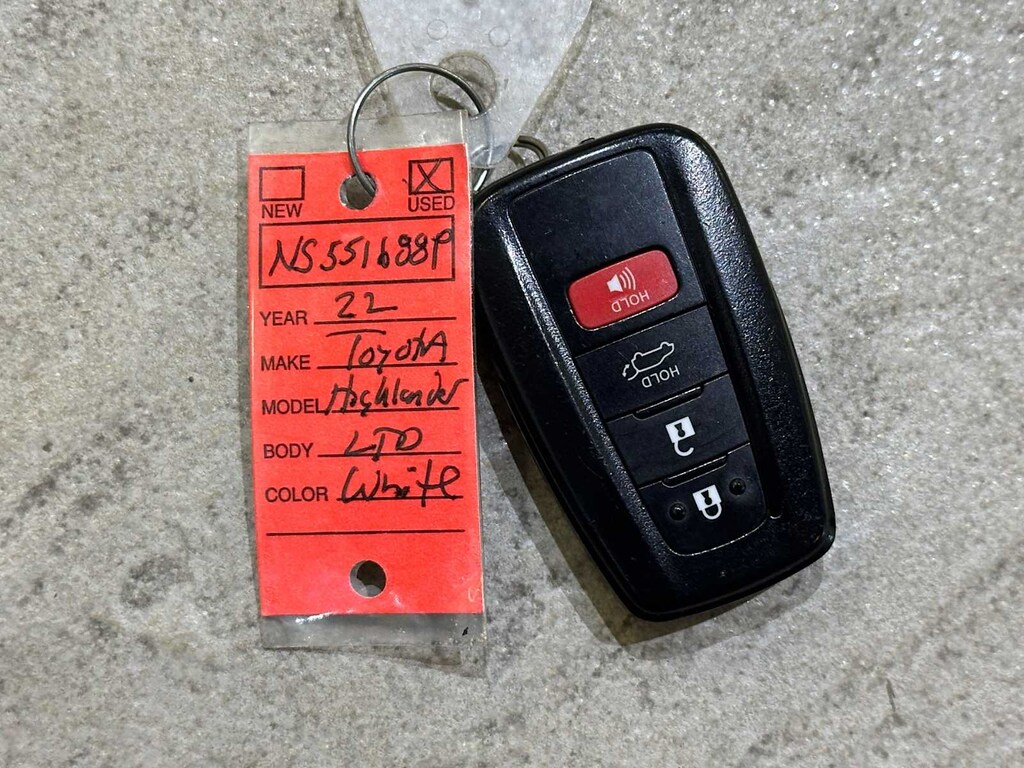 NEW USED
NS551688P
YEAR 22
MAKE Toyota
MODEL Highlander
BODY LTD
COLOR White
HOLD
HOLD